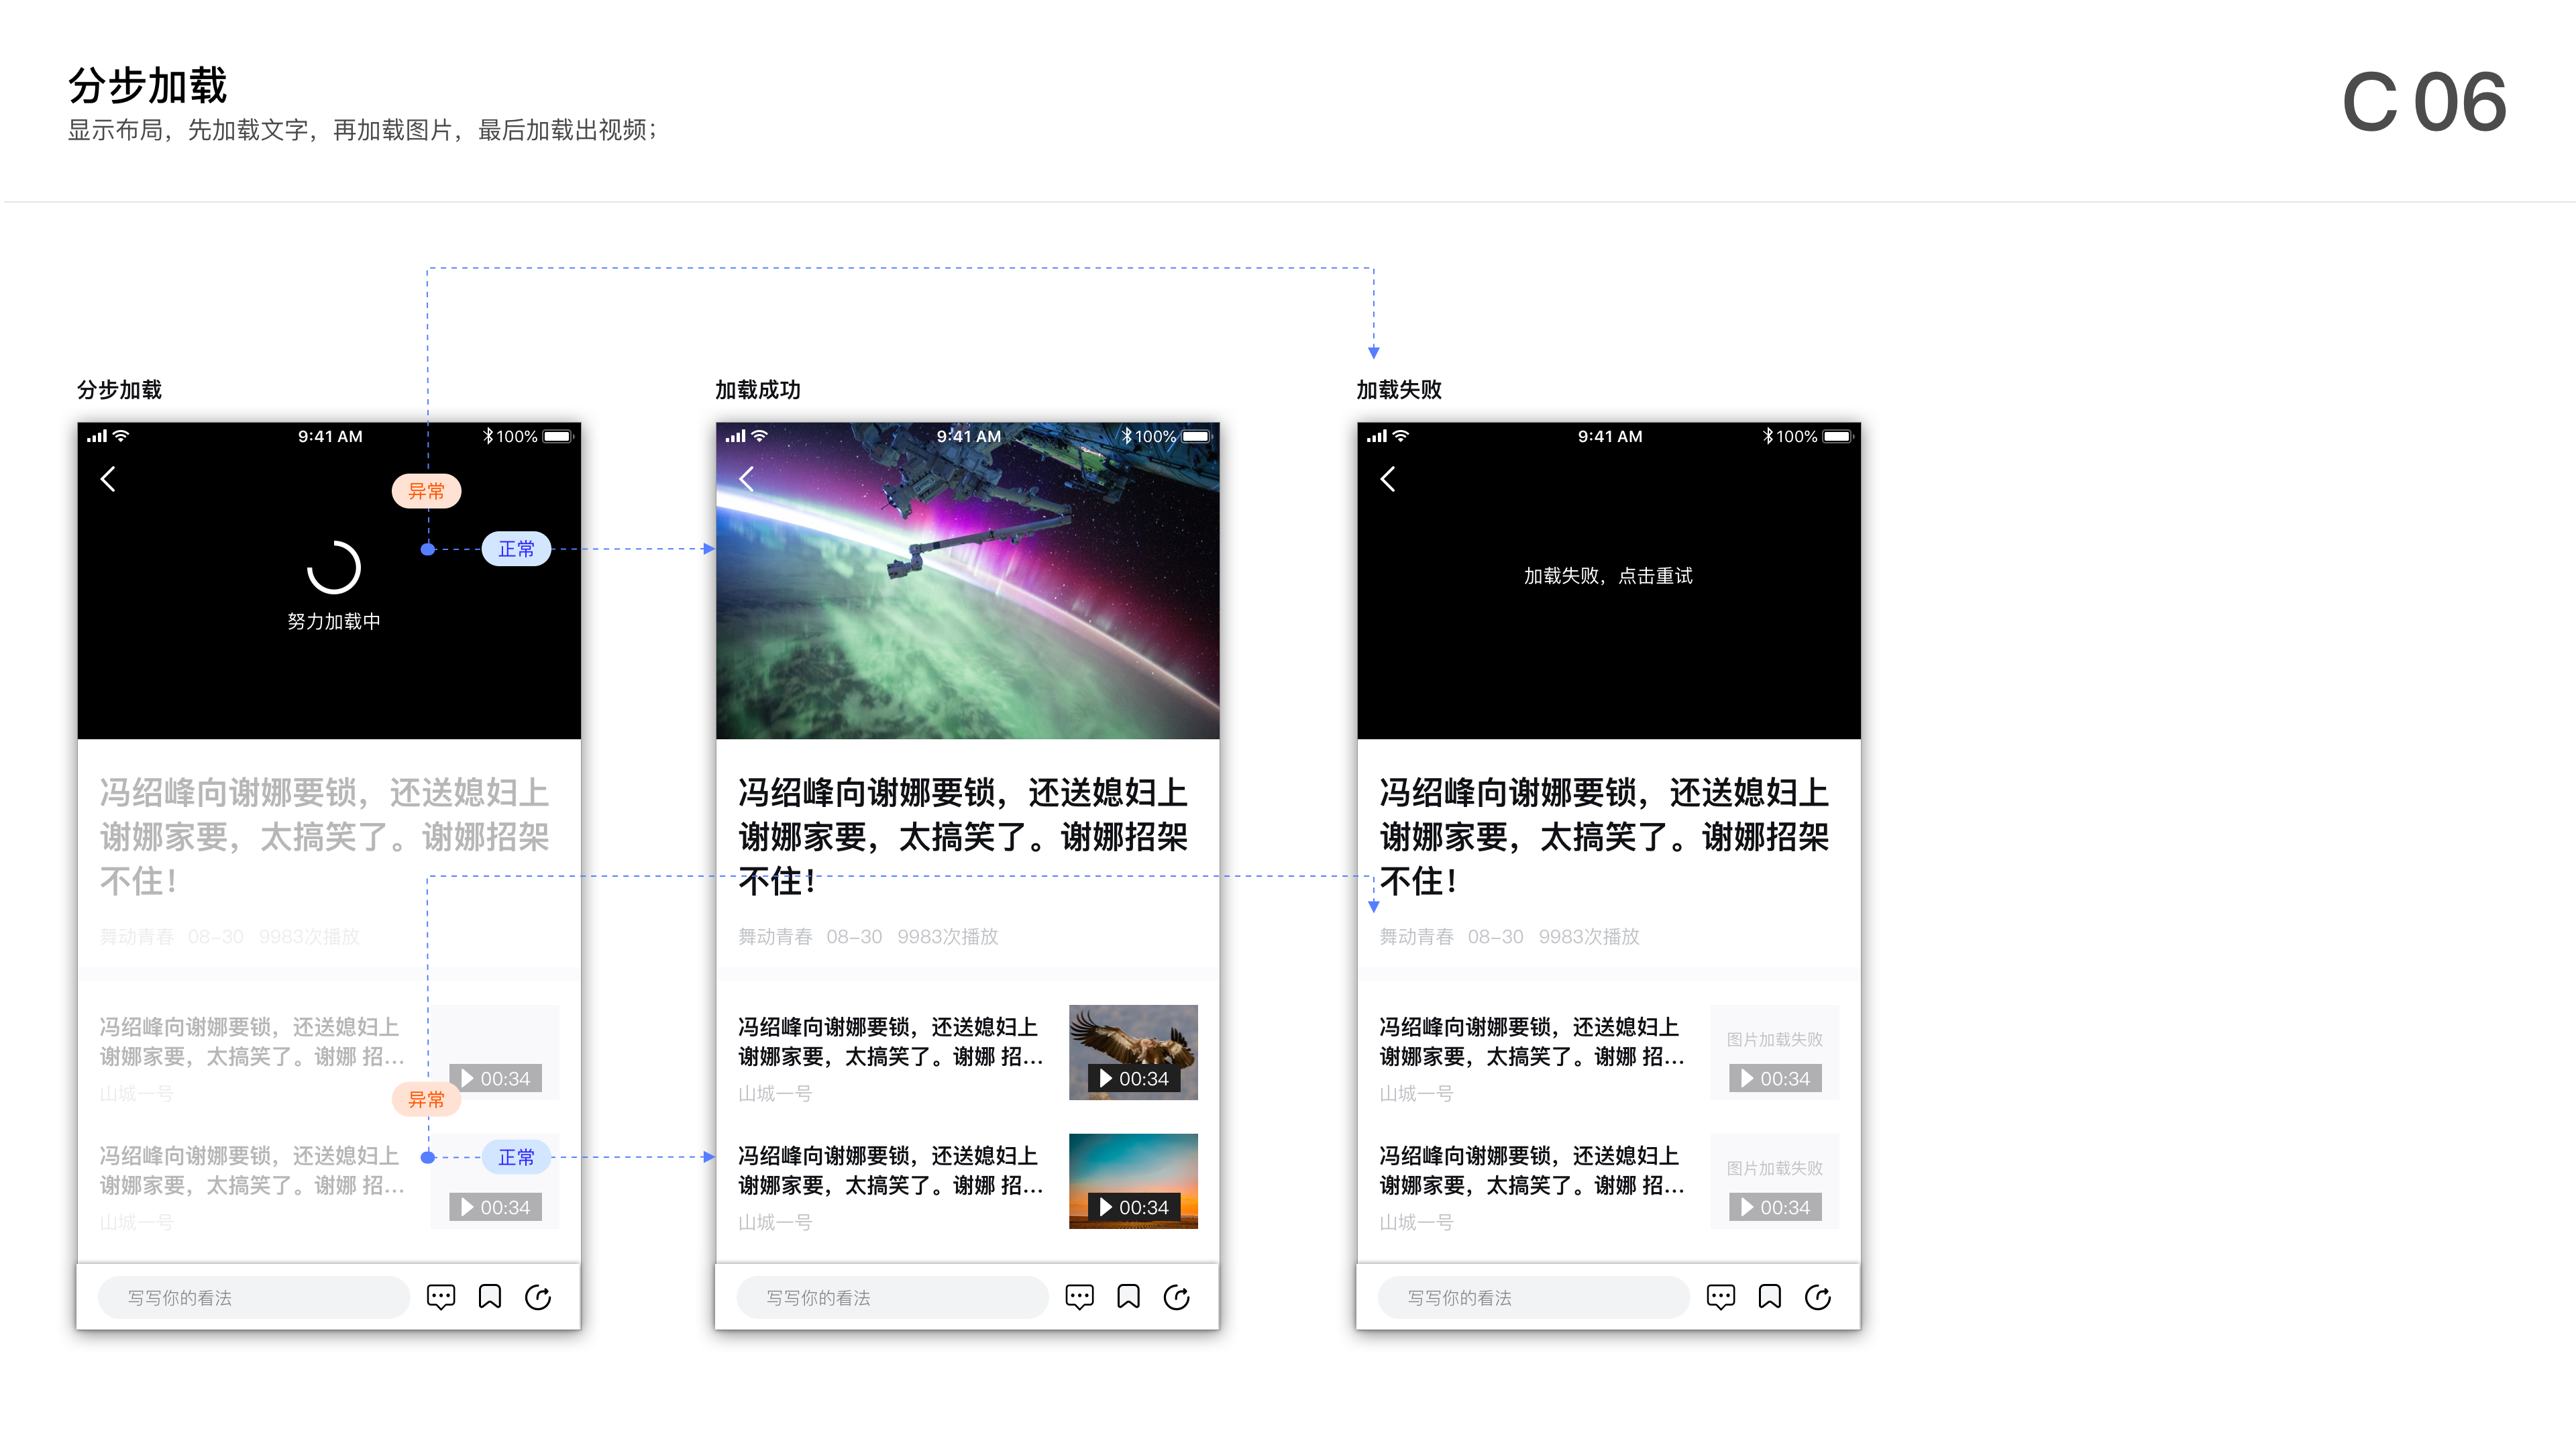 分步加载
显示布局，先加载文字，再加载图片，最后加载出视频；
C 06
分步加载
9:41 AM
100%
异常
正常
努力加载中
冯绍峰向谢娜要锁，还送媳妇上
谢娜家要，太搞笑了。谢娜招架
不住！
舞动青春 08-30 9983次播放
冯绍峰向谢娜要锁，还送媳妇上
谢娜家要，太搞笑了。谢娜 招...
山城一号
00:34
异常
冯绍峰向谢娜要锁，还送媳妇上
谢娜家要，太搞笑了。谢娜 招...
山城一号
正常
00:34
写写你的看法
加载成功
9:41 AM
100%
冯绍峰向谢娜要锁，还送媳妇上
谢娜家要，太搞笑了。谢娜招架
不住！
舞动青春 08-30 9983次播放
冯绍峰向谢娜要锁，还送媳妇上
谢娜家要，太搞笑了。谢娜 招...
山城一号
00:34
冯绍峰向谢娜要锁，还送媳妇上
谢娜家要，太搞笑了。谢娜 招...
山城一号
00:34
写写你的看法
加载失败
9:41 AM
100%
加载失败，点击重试
冯绍峰向谢娜要锁，还送媳妇上
谢娜家要，太搞笑了。谢娜招架
不住！
舞动青春 08-30 9983次播放
冯绍峰向谢娜要锁，还送媳妇上
谢娜家要，太搞笑了。谢娜 招...
山城一号
图片加载失败
00:34
冯绍峰向谢娜要锁，还送媳妇上
谢娜家要，太搞笑了。谢娜 招...
山城一号
图片加载失败
00:34
写写你的看法